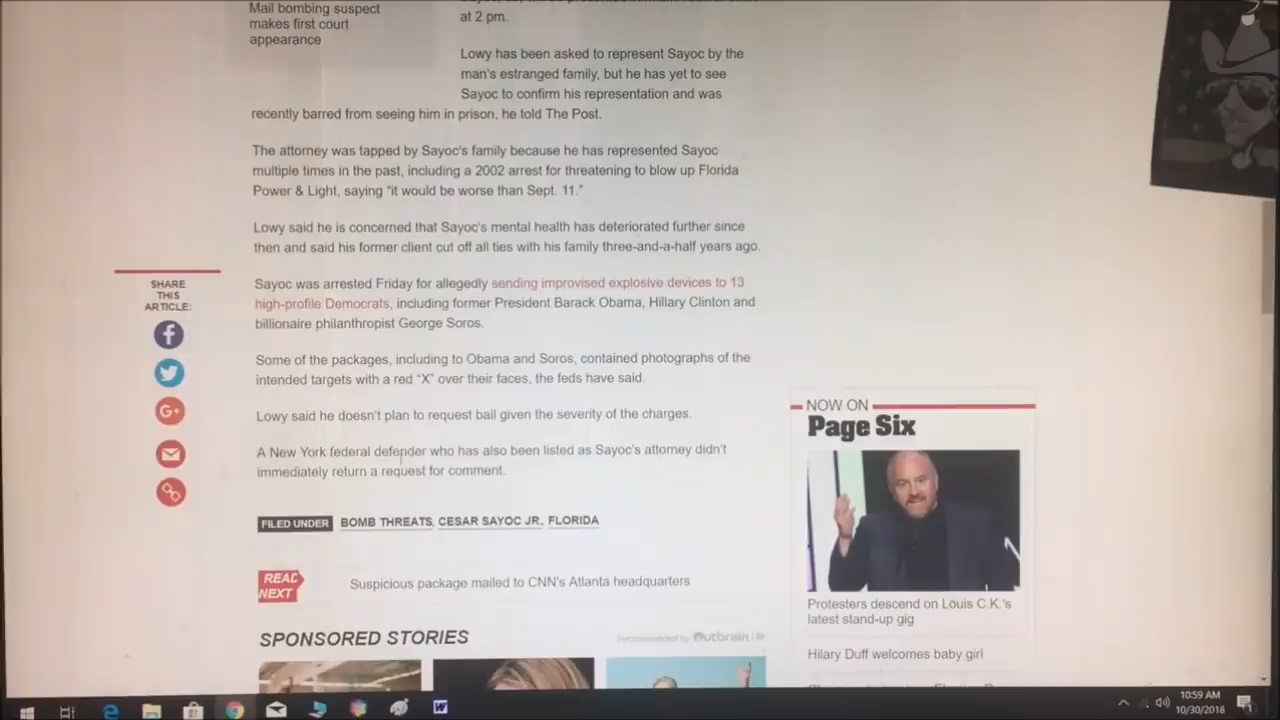 Mail bombing suspect
makes first court
appearance
at 2 pm.
Lowy has been asked to represent Sayoc by the
man's estranged family, but he has yet to see
Sayoc to confirm his representation and was
recently barred from seeing him in prison, he told The Post.
The attorney was tapped by Sayoc's family because he has represented Sayoc
multiple times in the past, including a 2002 arrest for threatening to blow up Florida
Power & Light, saying "it would be worse than Sept. 11."
Lowy said he is concerned that Sayoc's mental health has deteriorated further since
then and said his former client cut off all ties with his family three-and-a-half years ago.
SHARE
THIS
ARTICLE:
Sayoc was arrested Friday for allegedly sending improvised explosive devices to 13
high-profile Democrats, including former President Barack Obama, Hillary Clinton and
billionaire philanthropist George Soros.
Some of the packages, including to Obama and Soros, contained photographs of the
intended targets with a red "X" over their faces, the feds have said.
Lowy said he doesn't plan to request bail given the severity of the charges.
A New York federal defender who has also been listed as Sayoc's attorney didn't
immediately return a request for comment.
FILED UNDER BOMB THREATS, CESAR SAYOC JR., FLORIDA
READ
NEXT
Suspicious package mailed to CNN's Atlanta headquarters
SPONSORED STORIES
Recommended by Outbrain
NOW ON
Page Six
Protesters descend on Louis C.K.'s
latest stand-up gig
Hilary Duff welcomes baby girl
10:59 AM
10/30/2018